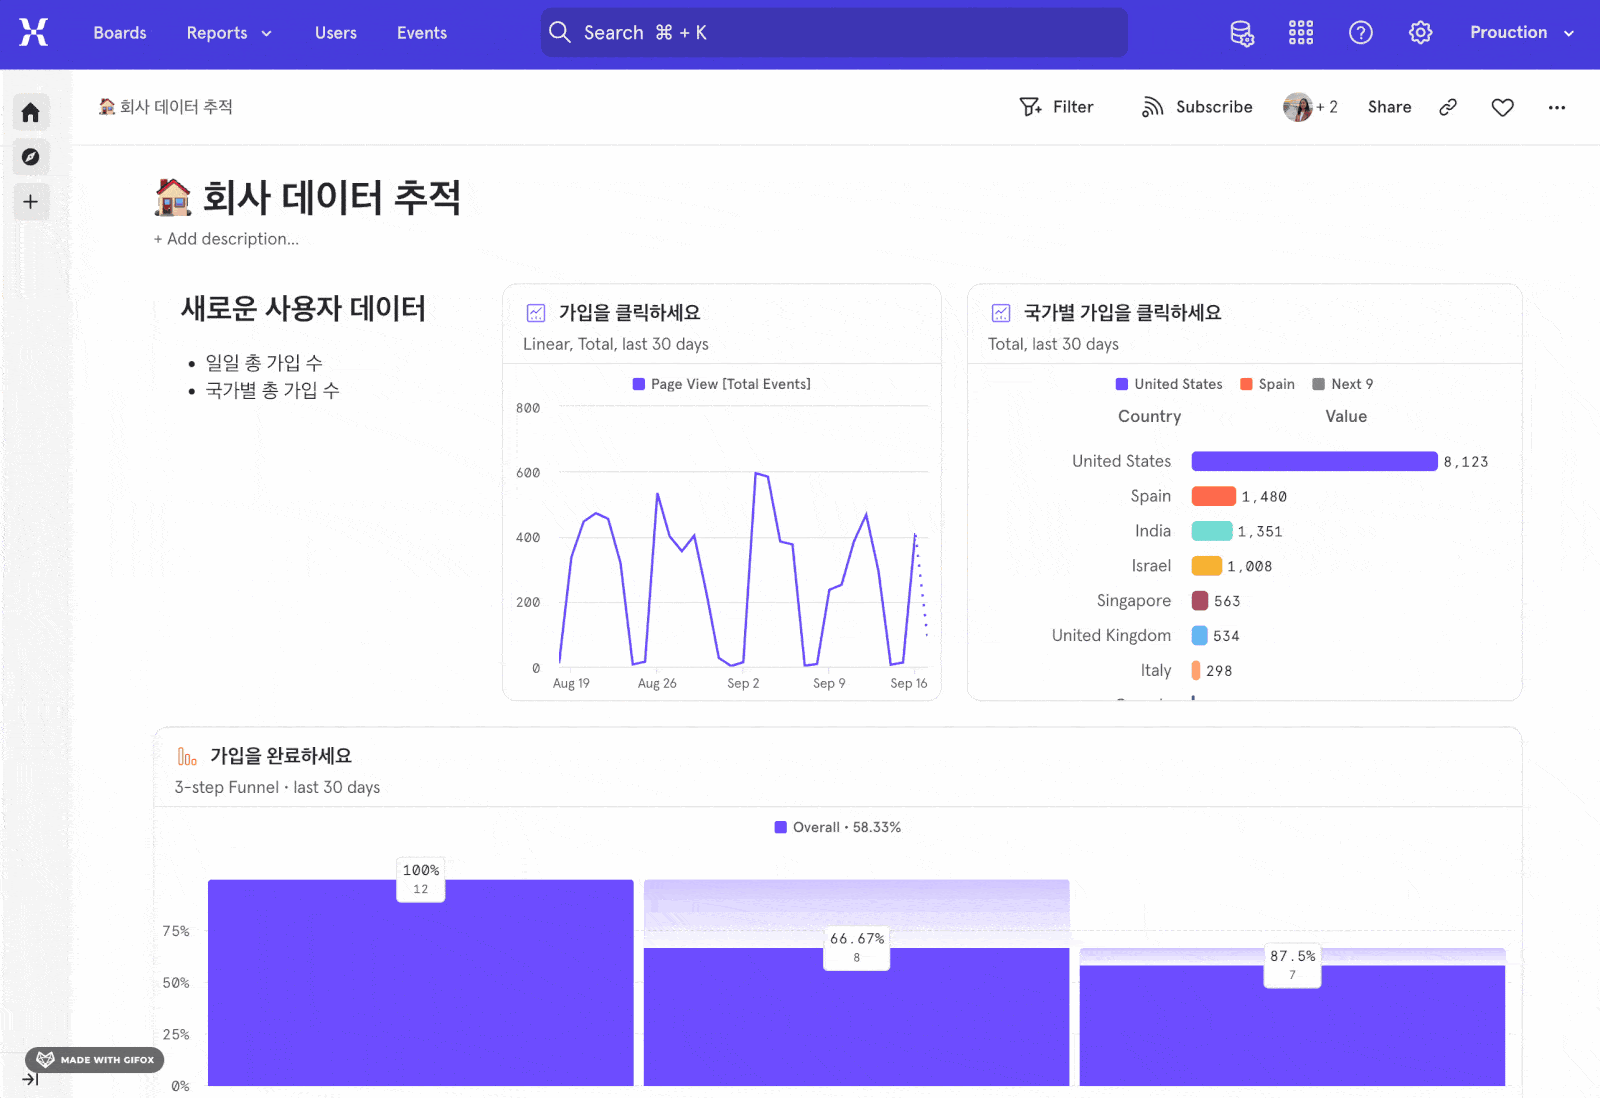 Boards Reports Users Events Search ⌘ + K Prouction
🏠 회사 데이터 추적 Filter Subscribe + 2 Share
🏠 회사 데이터 추적
+ Add description...
새로운 사용자 데이터
• 일일 총 가입 수
• 국가별 총 가입 수
가입을 클릭하세요
Linear, Total, last 30 days
Page View [Total Events]
800
600
400
200
0
Aug 19 Aug 26 Sep 2 Sep 9 Sep 16
국가별 가입을 클릭하세요
Total, last 30 days
United States Spain Next 9
Country Value
United States 8,123
Spain 1,480
India 1,351
Israel 1,008
Singapore 563
United Kingdom 534
Italy 298
가입을 완료하세요
3-step Funnel • last 30 days
Overall • 58.33%
100%
12
66.67%
8
87.5%
7
75%
50%
25%
0%
MADE WITH GIFOX